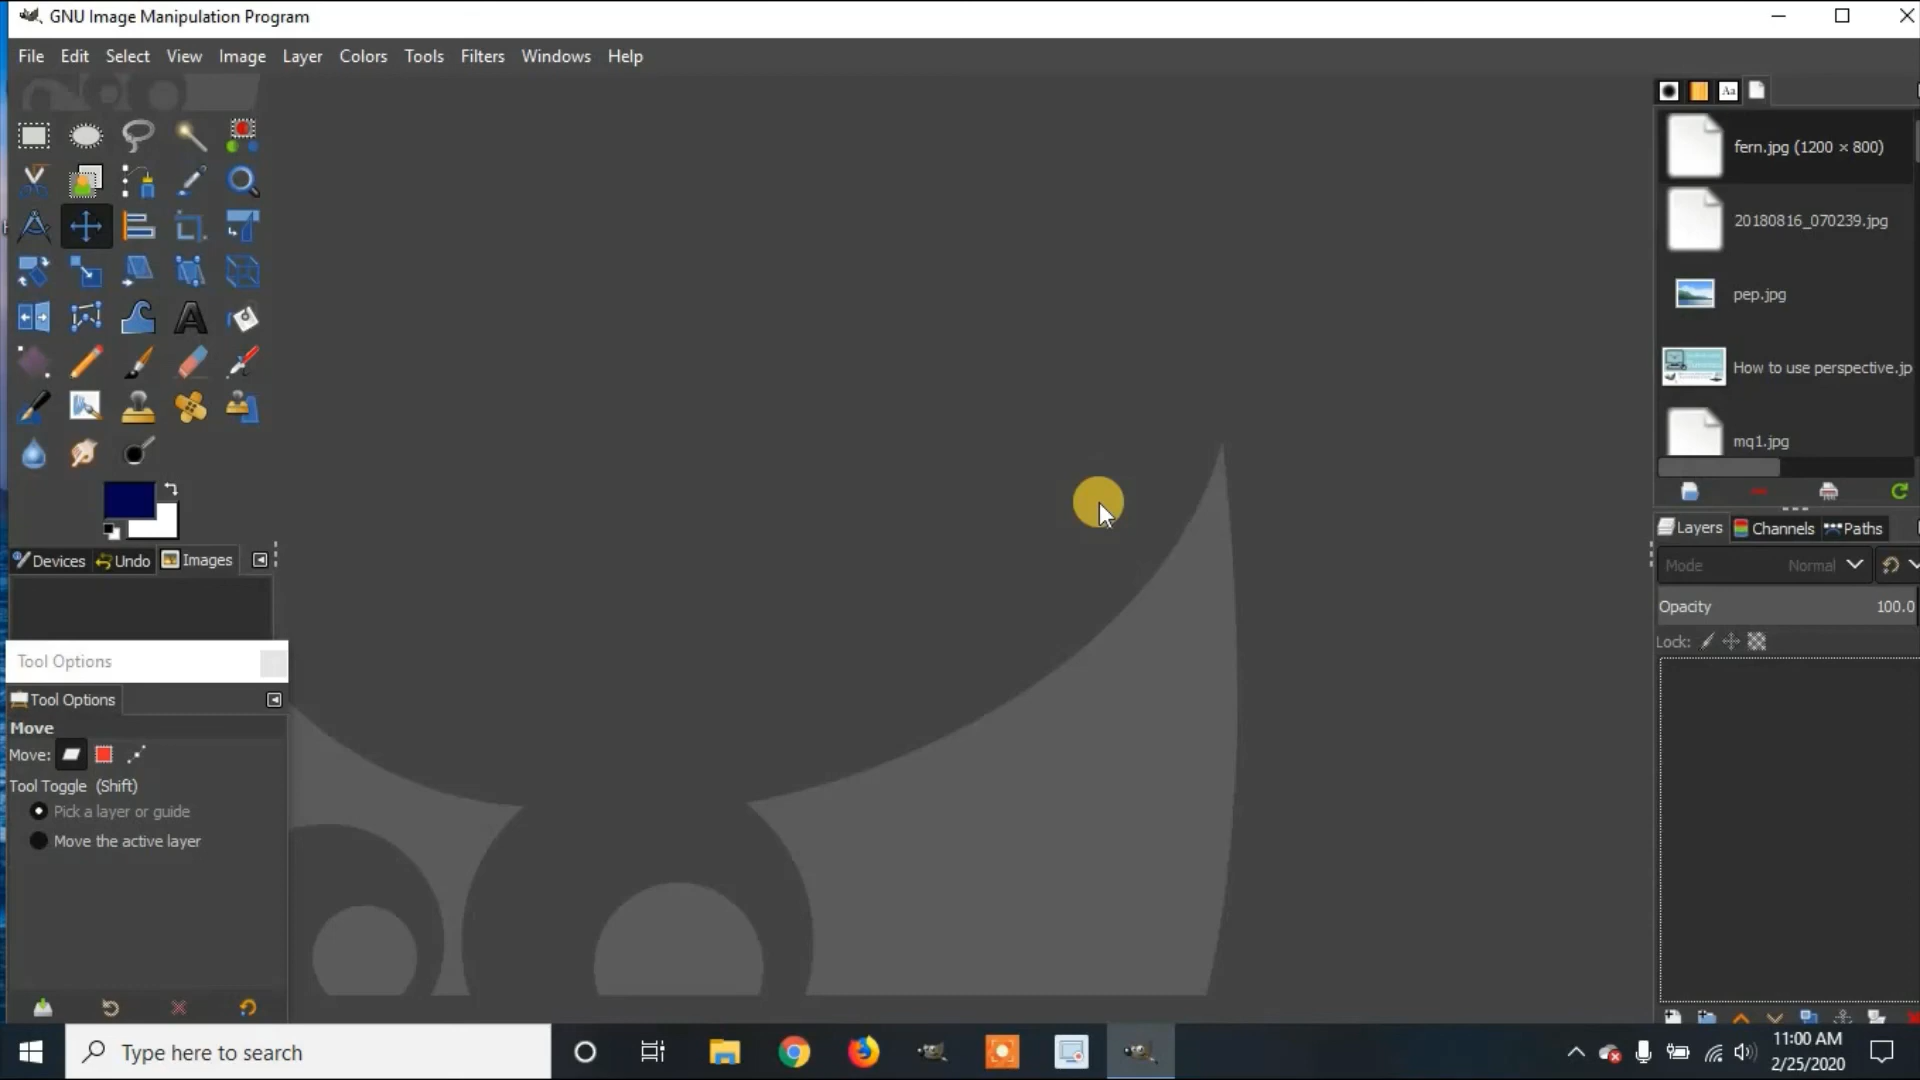 GNU Image Manipulation Program
File Edit Select View Image Layer Colors Tools Filters Windows Help
Aa
fern.jpg (1200 × 800)
20180816_070239.jpg
pep.jpg
How to use perspective.jp
mq1.jpg
Layers Channels Paths
Mode Normal
Opacity 100.0
Lock:
Devices Undo Images
Tool Options
Tool Options
Move
Move:
Tool Toggle (Shift)
Pick a layer or guide
Move the active layer
Type here to search
11:00 AM
2/25/2020